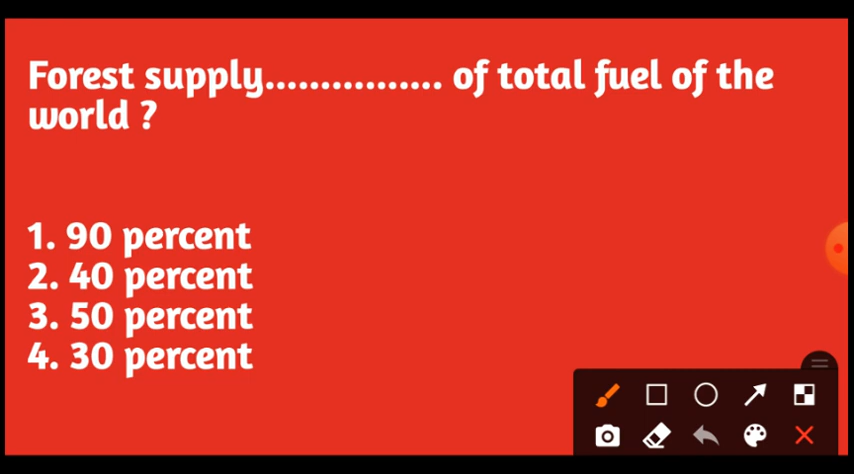 Forest supply................ of total fuel of the
world ?
1. 90 percent
2. 40 percent
3. 50 percent
4. 30 percent